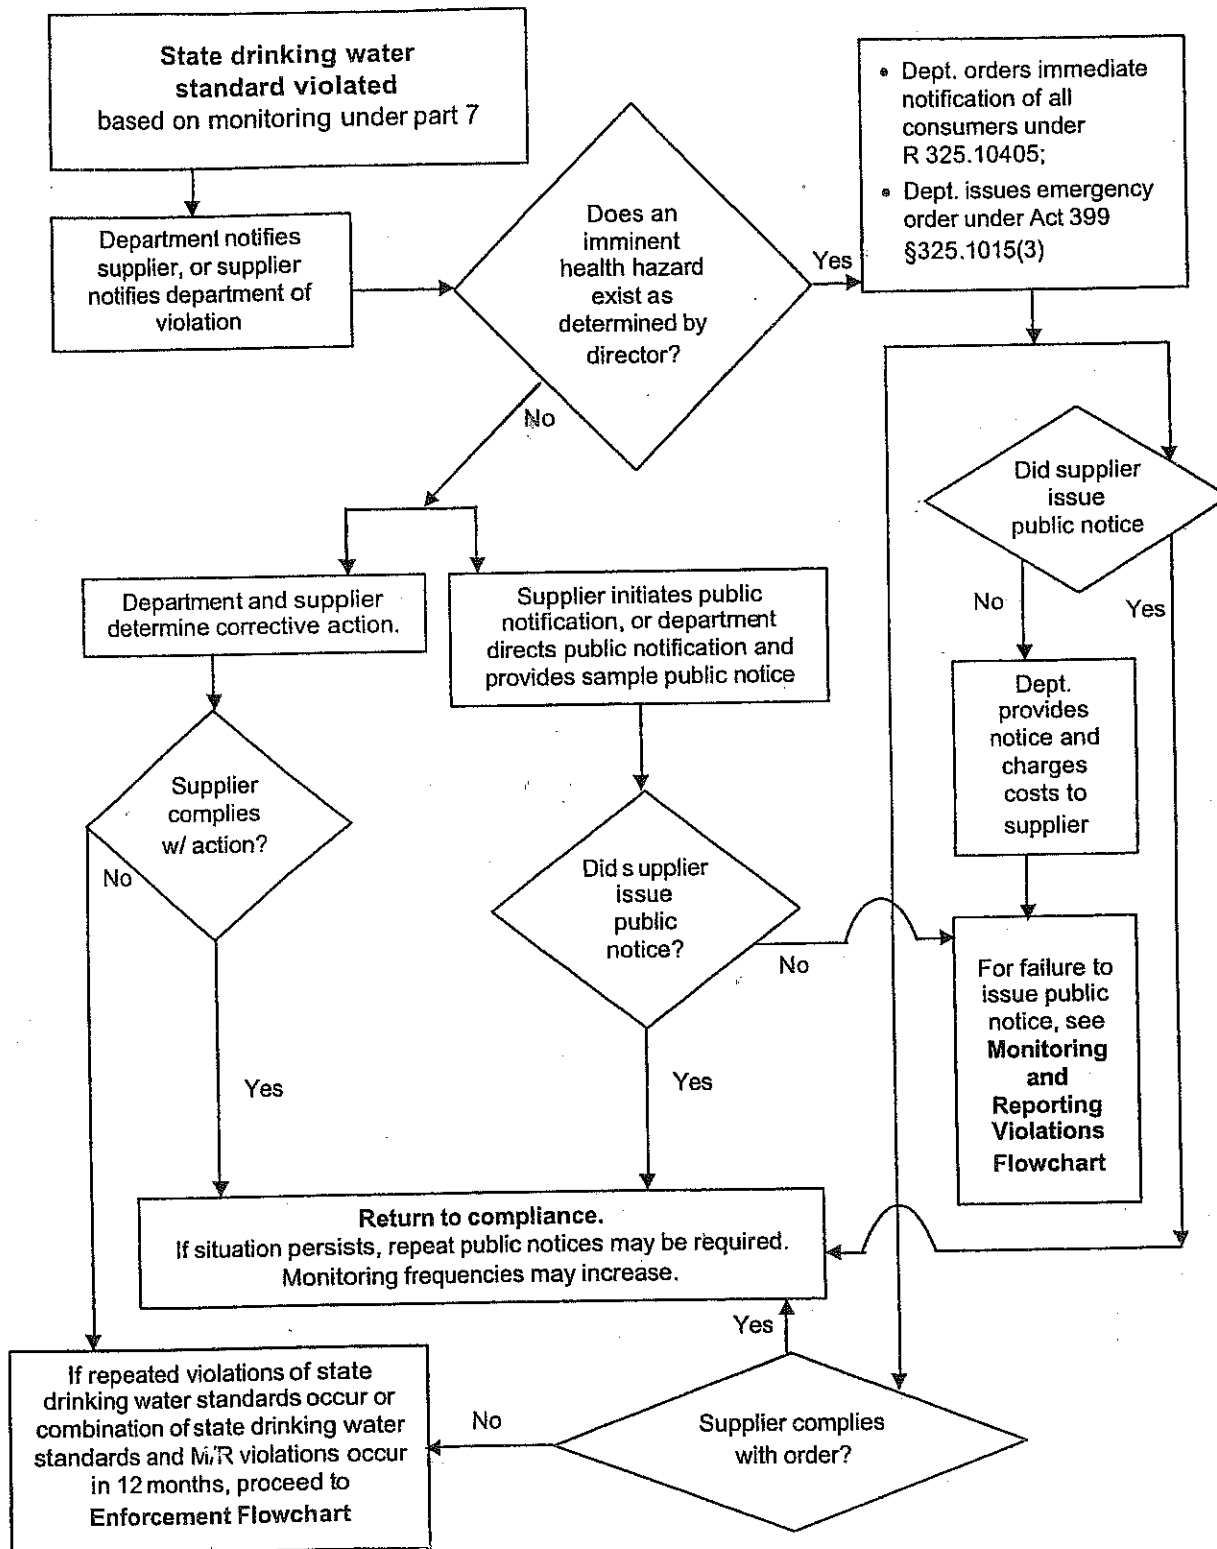 State drinking water
standard violated
based on monitoring under part 7
Department notifies
supplier, or supplier
notifies department of
violation
Does an
imminent
health hazard
exist as
determined by
director?
Yes
• Dept. orders immediate
notification of all
consumers under
R 325.10405;
• Dept. issues emergency
order under Act 399
§325.1015(3)
No
Did supplier
issue
public notice
No
Yes
Department and supplier
determine corrective action.
Supplier initiates public
notification, or department
directs public notification and
provides sample public notice
Dept.
provides
notice and
charges
costs to
supplier
Supplier
complies
w/ action?
No
Did s upplier
issue
public
notice?
No
For failure to
issue public
notice, see
Monitoring
and
Reporting
Violations
Flowchart
Yes
Yes
Return to compliance.
If situation persists, repeat public notices may be required.
Monitoring frequencies may increase.
Yes
If repeated violations of state
drinking water standards occur or
combination of state drinking water
standards and M/R violations occur
in 12 months, proceed to
Enforcement Flowchart
No
Supplier complies
with order?